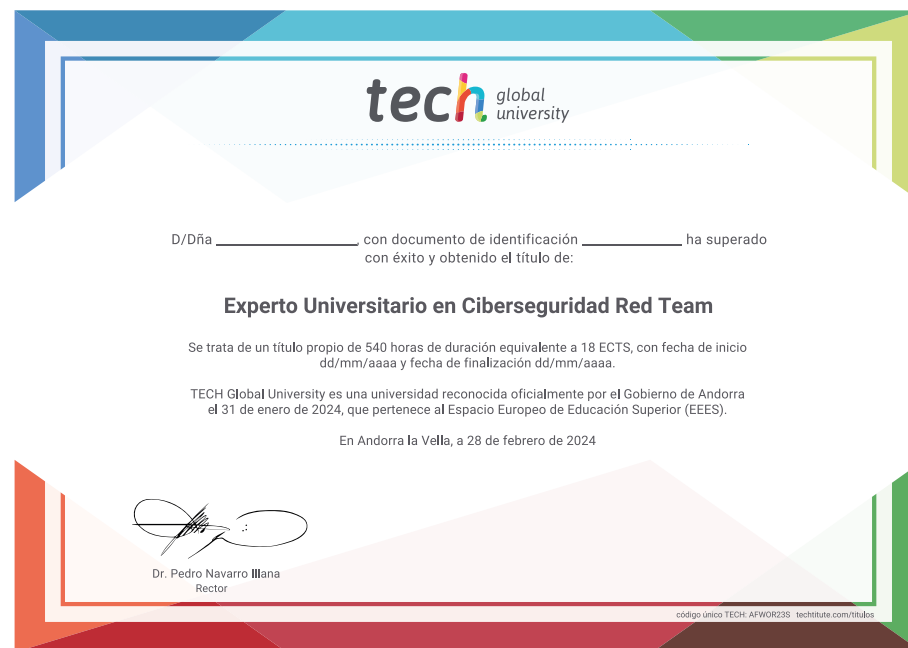 tech global university
D/Dña ____________, con documento de identificación ____________ ha superado
con éxito y obtenido el título de:
Experto Universitario en Ciberseguridad Red Team
Se trata de un título propio de 540 horas de duración equivalente a 18 ECTS, con fecha de inicio
dd/mm/aaaa y fecha de finalización dd/mm/aaaa.
TECH Global University es una universidad reconocida oficialmente por el Gobierno de Andorra
el 31 de enero de 2024, que pertenece al Espacio Europeo de Educación Superior (EEES).
En Andorra la Vella, a 28 de febrero de 2024
Dr. Pedro Navarro Illana
Rector
código único TECH: AFWOR23S techtitute.com/titulos